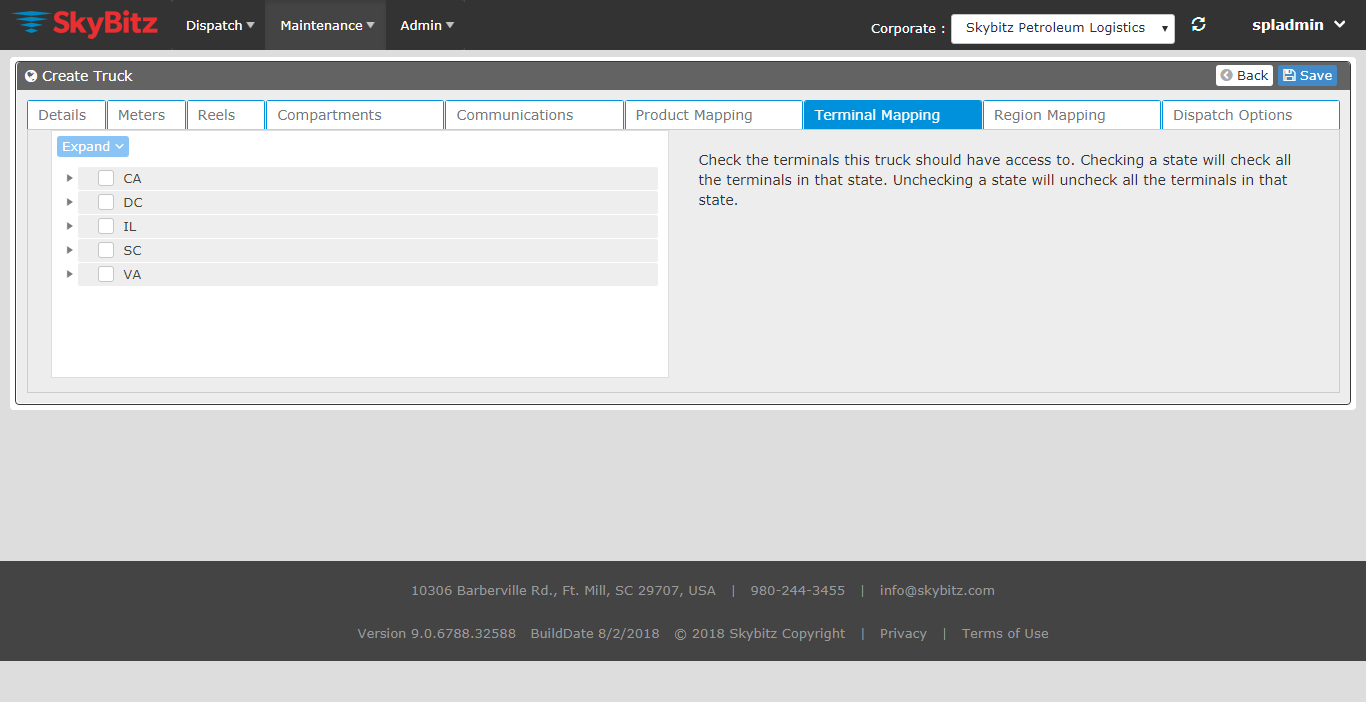 SkyBitz
Dispatch Maintenance Admin
Corporate : Skybitz Petroleum Logistics
spladmin
Create Truck
Back Save
Details Meters Reels Compartments Communications Product Mapping Terminal Mapping Region Mapping Dispatch Options
Expand
CA
DC
IL
SC
VA
Check the terminals this truck should have access to. Checking a state will check all
the terminals in that state. Unchecking a state will uncheck all the terminals in that
state.
10306 Barberville Rd., Ft. Mill, SC 29707, USA | 980-244-3455 | info@skybitz.com
Version 9.0.6788.32588 BuildDate 8/2/2018 © 2018 Skybitz Copyright | Privacy | Terms of Use